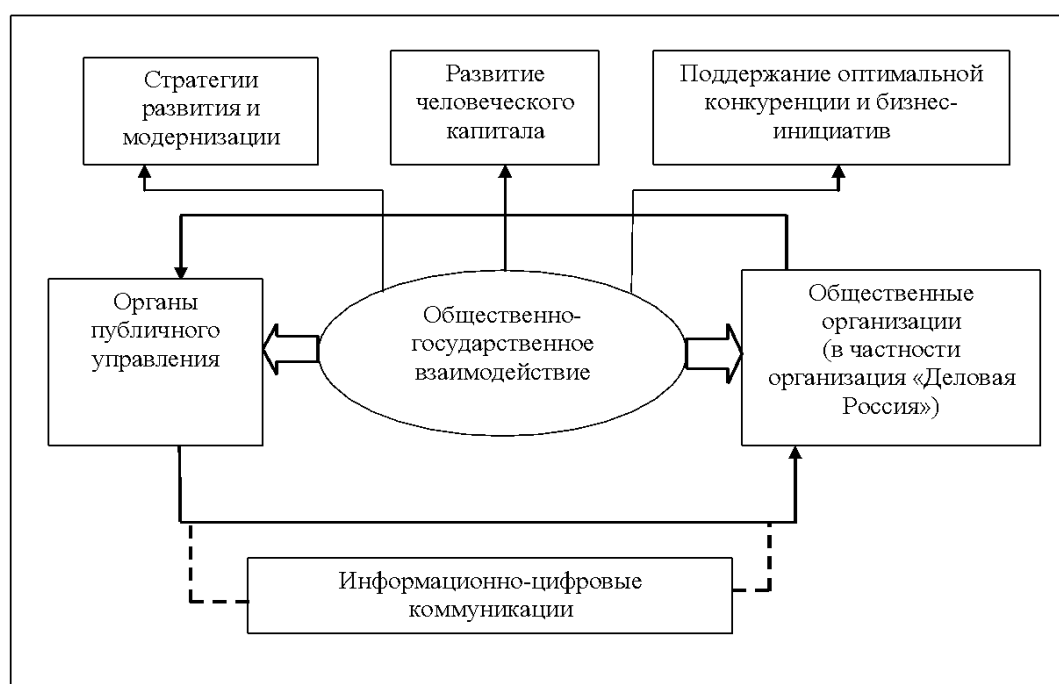 Стратегии
развития и
модернизации
Развитие
человеческого
капитала
Поддержание оптимальной
конкуренции и бизнес-
инициатив
Органы
публичного
управления
Общественно-
государственное
взаимодействие
Общественные
организации
(в частности
организация «Деловая
Россия»)
Информационно-цифровые
коммуникации